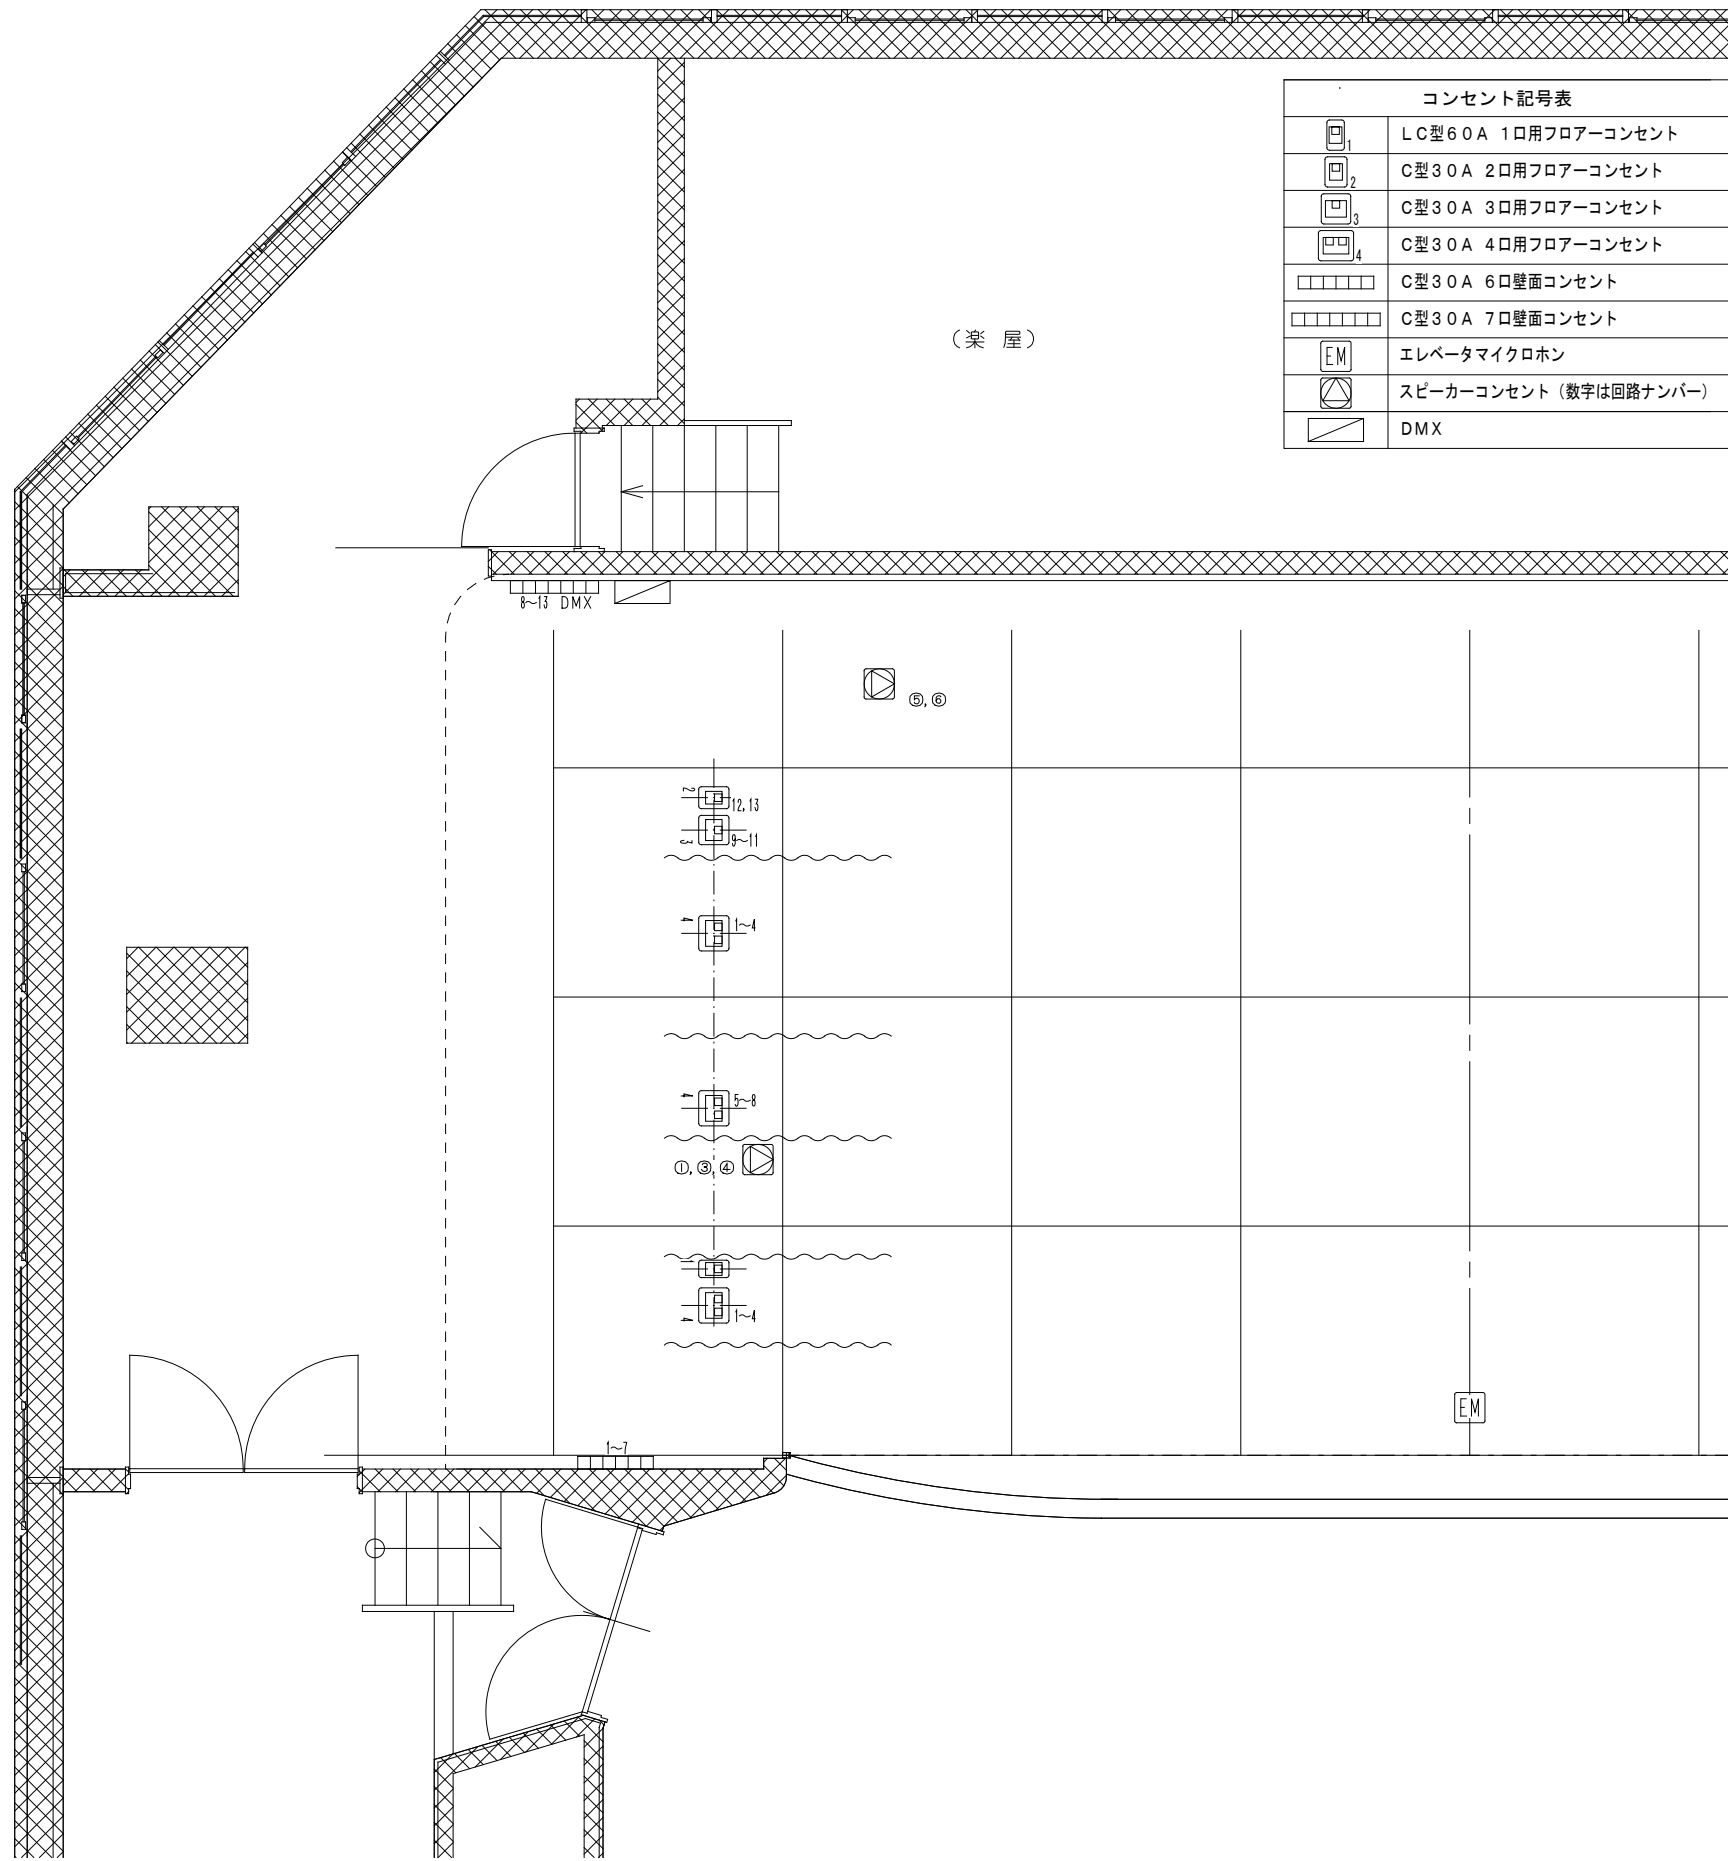 コンセント記号表
1 LC型60A 1口用フロアーコンセント
2 C型30A 2口用フロアーコンセント
3 C型30A 3口用フロアーコンセント
4 C型30A 4口用フロアーコンセント
C型30A 6口壁面コンセント
C型30A 7口壁面コンセント
EM エレベータマイクロホン
スピーカーコンセント（数字は回路ナンバー）
DMX
（楽 屋）
8～13 DMX
⑤,⑥
2 12,13
3 9～11
4 1～4
4 5～8
①,③,④
1
4 1～4
EM
1～7